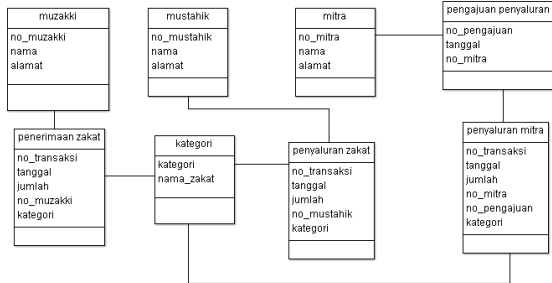 muzakki
no_muzakki
nama
alamat
mustahik
no_mustahik
nama
alamat
mitra
no_mitra
nama
alamat
pengajuan penyaluran
no_pengajuan
tanggal
no_mitra
penerimaan zakat
no_transaksi
tanggal
jumlah
no_muzakki
kategori
kategori
kategori
nama_zakat
penyaluran zakat
no_transaksi
tanggal
jumlah
no_mustahik
kategori
penyaluran mitra
no_transaksi
tanggal
jumlah
no_mitra
no_pengajuan
kategori